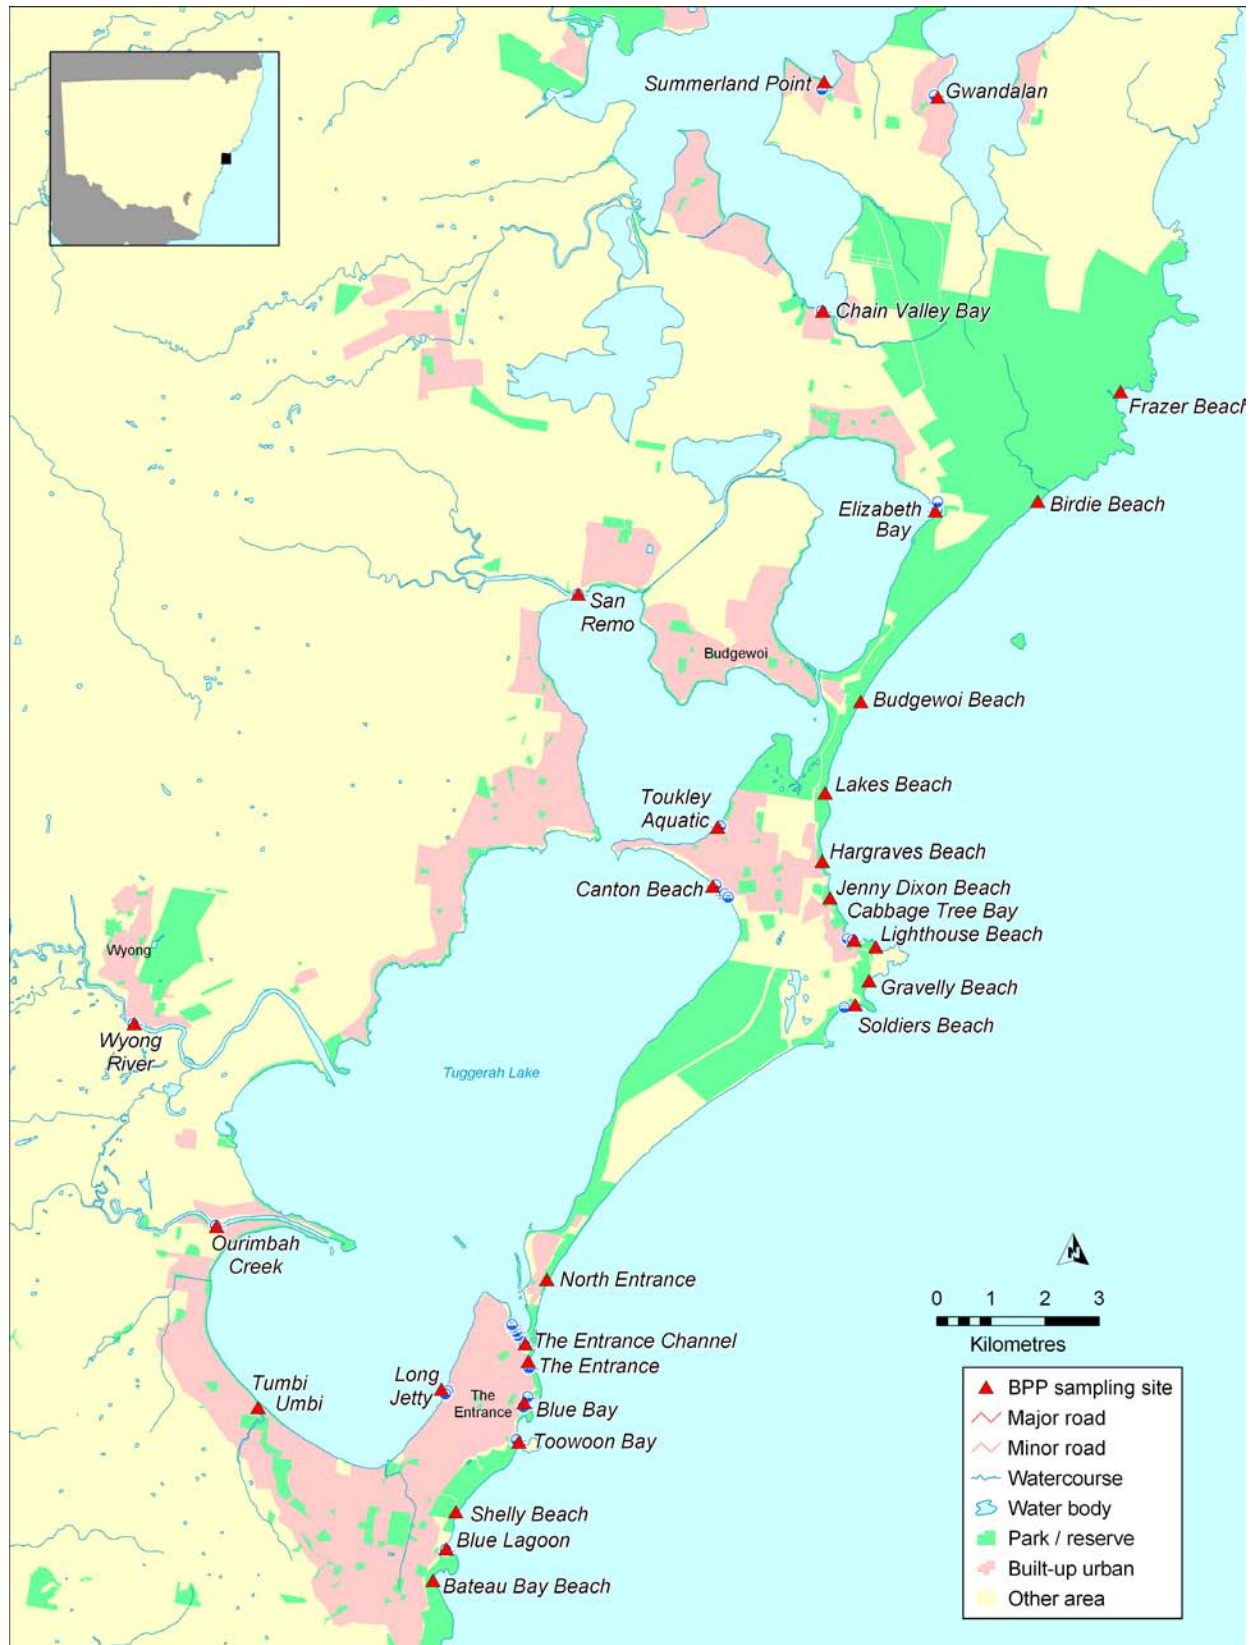 Summerland Point
Gwandalan
Chain Valley Bay
Frazer Beach
Elizabeth
Bay
Birdie Beach
San
Remo
Budgewoi
Budgewoi Beach
Lakes Beach
Toukley
Aquatic
Hargraves Beach
Canton Beach
Jenny Dixon Beach
Cabbage Tree Bay
Lighthouse Beach
Wyong
Gravelly Beach
Soldiers Beach
Wyong
River
Tuggerah Lake
Ourimbah
Creek
North Entrance
The Entrance Channel
The Entrance
Long
Jetty
Tumbi
Umbi
The
Entrance
Blue Bay
Toowoon Bay
Shelly Beach
Blue Lagoon
Bateau Bay Beach
N
0 1 2 3
Kilometres
BPP sampling site
Major road
Minor road
Watercourse
Water body
Park / reserve
Built-up urban
Other area